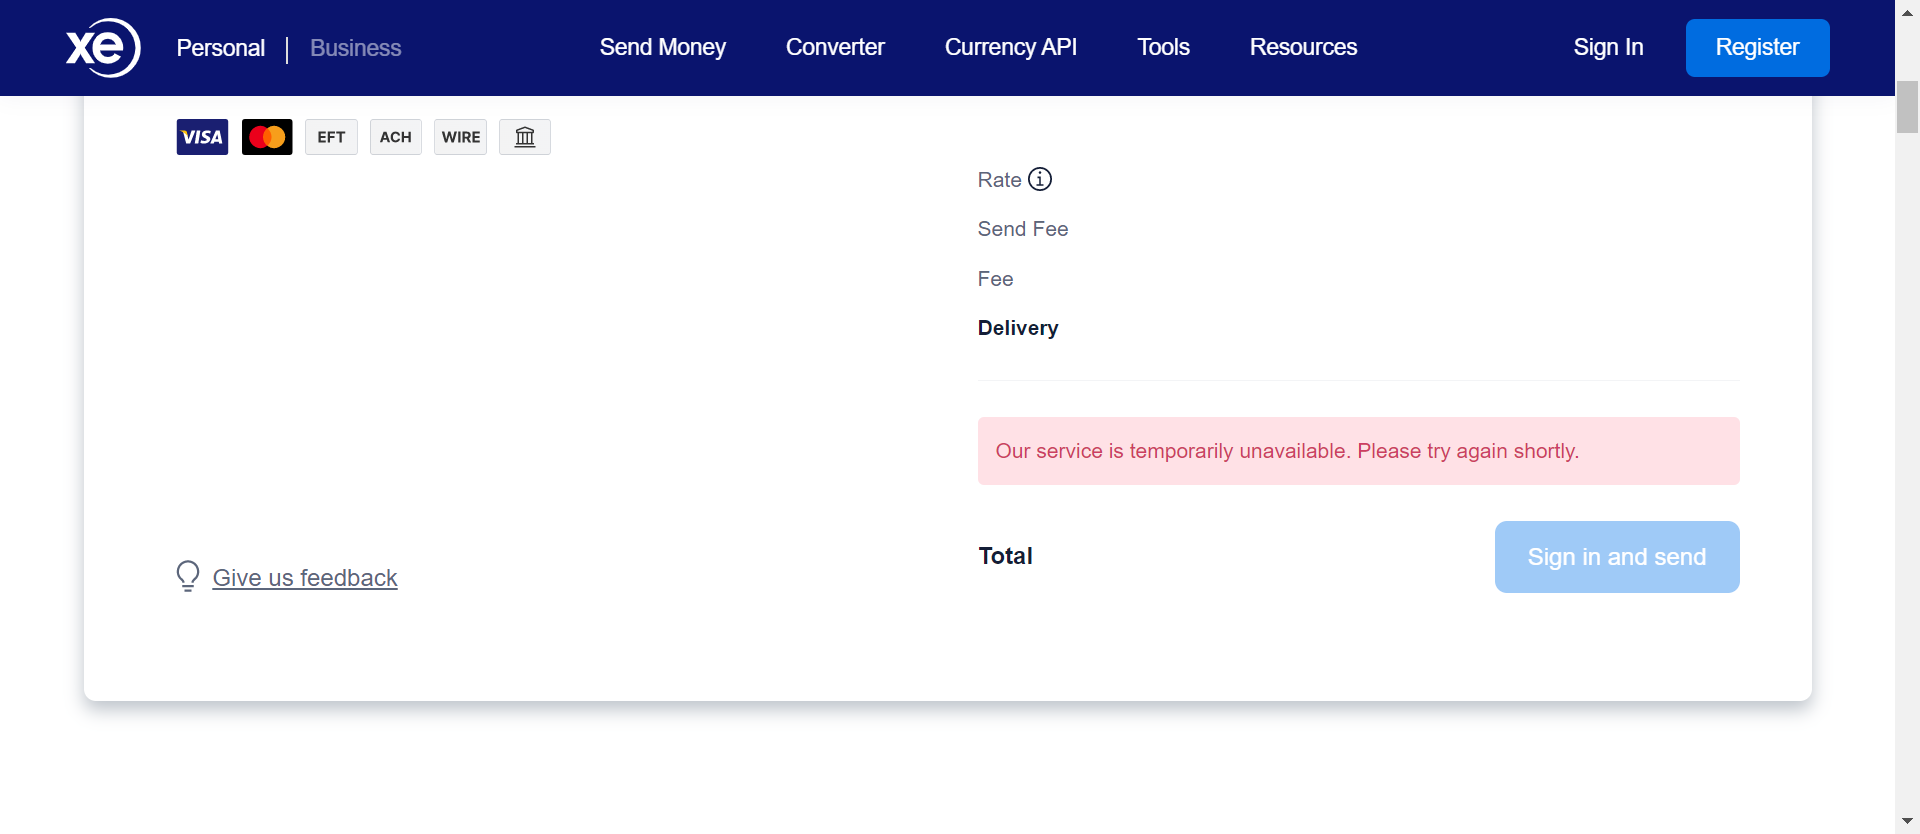 xe Personal | Business Send Money Converter Currency API Tools Resources Sign In Register
VISA EFT ACH WIRE
Rate
Send Fee
Fee
Delivery
Our service is temporarily unavailable. Please try again shortly.
Total Sign in and send
Give us feedback